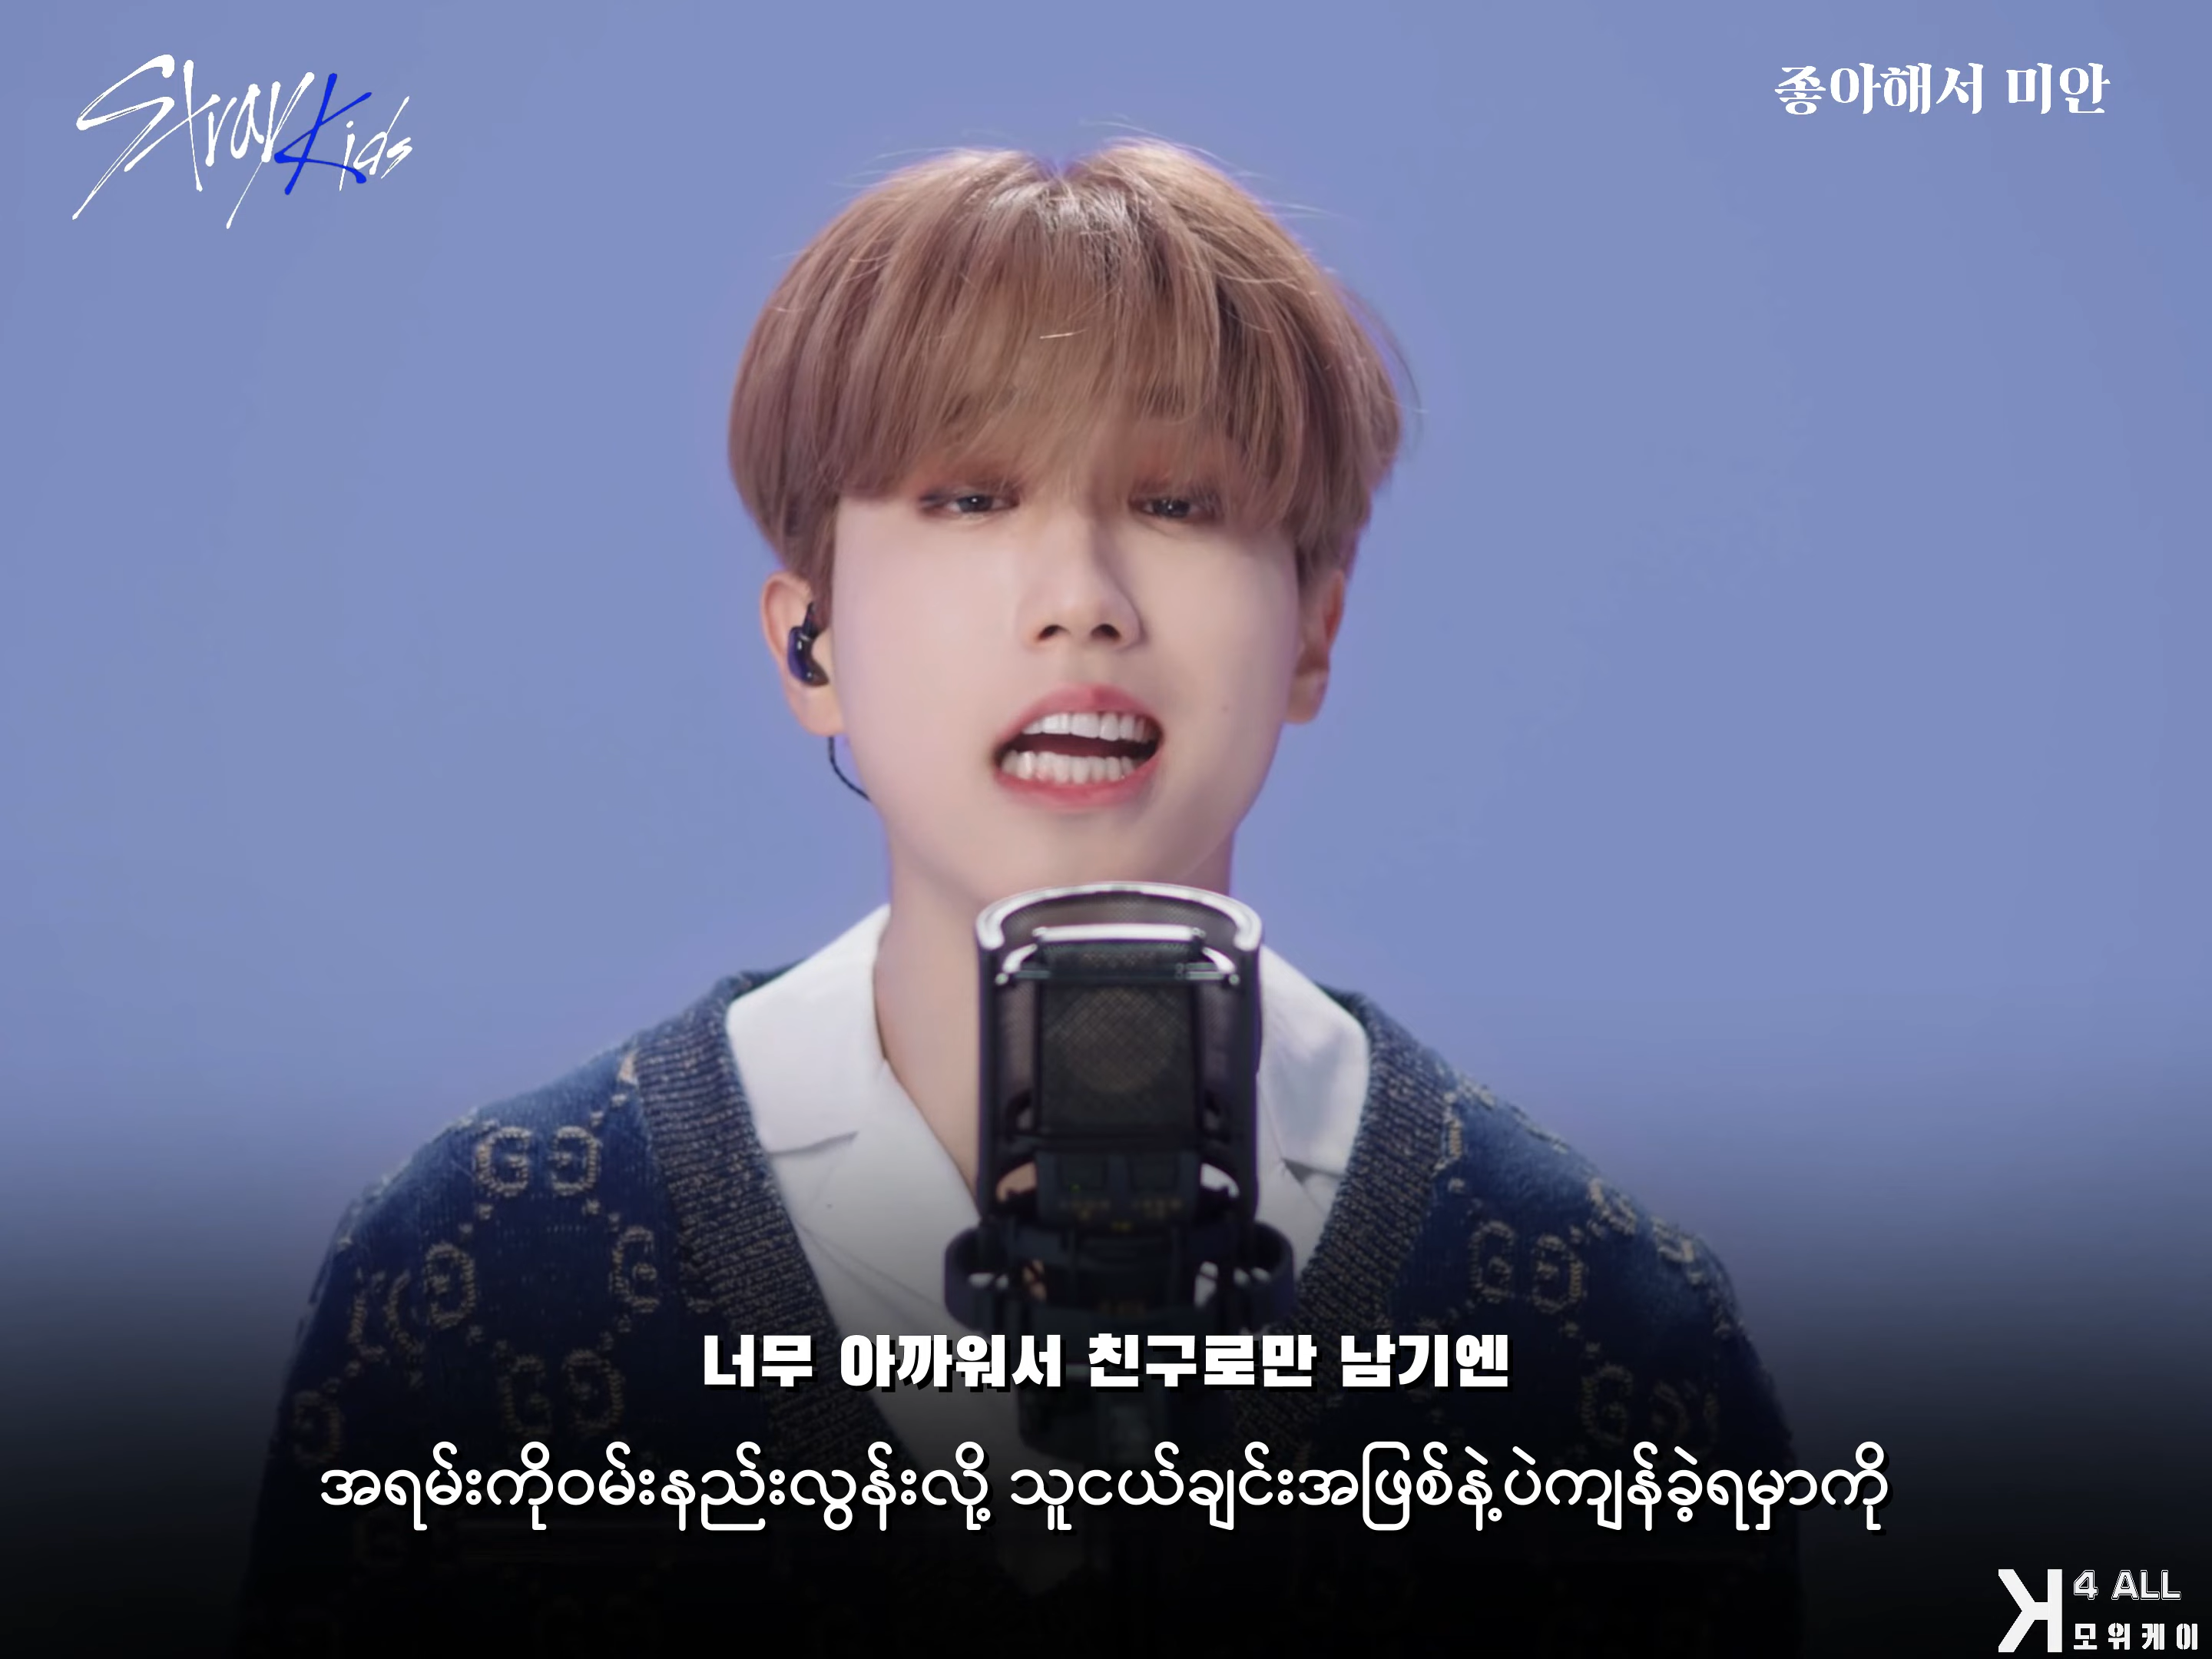 Stray Kids
좋아해서 미안
너무 아까워서 친구로만 남기엔
အရမ်းကိုဝမ်းနည်းလွန်းလို့ သူငယ်ချင်းအဖြစ်နဲ့ပဲကျန်ခဲ့ရမှာကို
K 4 ALL
모위케이